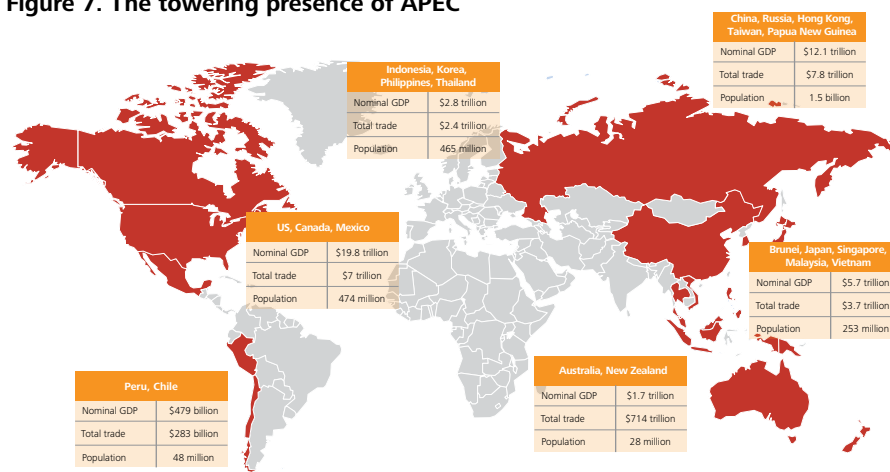 Figure 7. The towering presence of APEC
China, Russia, Hong Kong,
Taiwan, Papua New Guinea
Nominal GDP $12.1 trillion
Total trade $7.8 trillion
Population 1.5 billion
Indonesia, Korea,
Philippines, Thailand
Nominal GDP $2.8 trillion
Total trade $2.4 trillion
Population 465 million
US, Canada, Mexico
Nominal GDP $19.8 trillion
Total trade $7 trillion
Population 474 million
Brunei, Japan, Singapore,
Malaysia, Vietnam
Nominal GDP $5.7 trillion
Total trade $3.7 trillion
Population 253 million
Australia, New Zealand
Nominal GDP $1.7 trillion
Total trade $714 trillion
Population 28 million
Peru, Chile
Nominal GDP $479 billion
Total trade $283 billion
Population 48 million